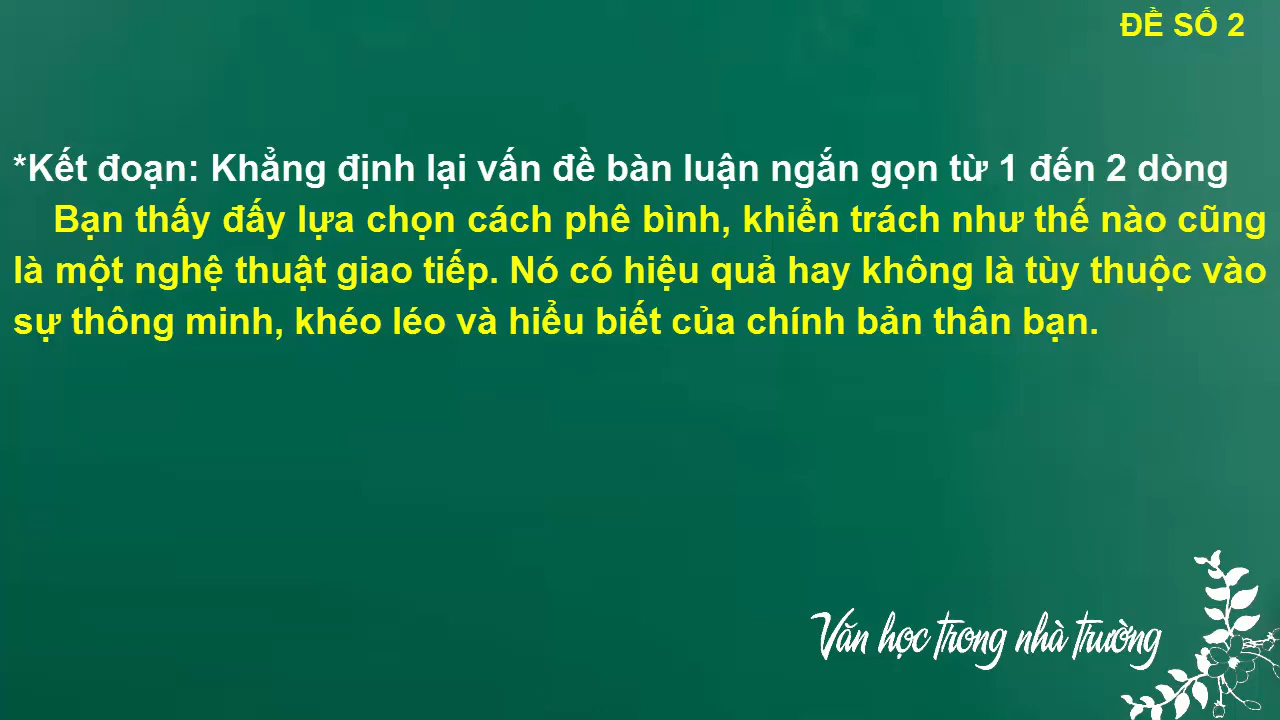 ĐỀ SỐ 2
*Kết đoạn: Khẳng định lại vấn đề bàn luận ngắn gọn từ 1 đến 2 dòng
Bạn thấy đấy lựa chọn cách phê bình, khiển trách như thế nào cũng
là một nghệ thuật giao tiếp. Nó có hiệu quả hay không là tùy thuộc vào
sự thông minh, khéo léo và hiểu biết của chính bản thân bạn.
Văn học trong nhà trường